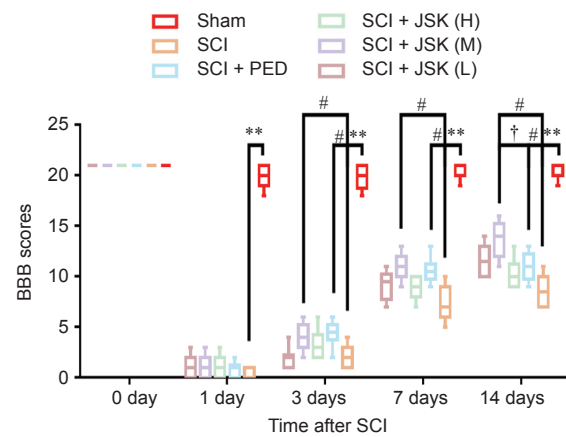 Sham
SCI
SCI + PED
SCI + JSK (H)
SCI + JSK (M)
SCI + JSK (L)
# # #
** # ** # ** † # **
25
20
15
10
5
0
BBB scores
0 day 1 day 3 days 7 days 14 days
Time after SCI